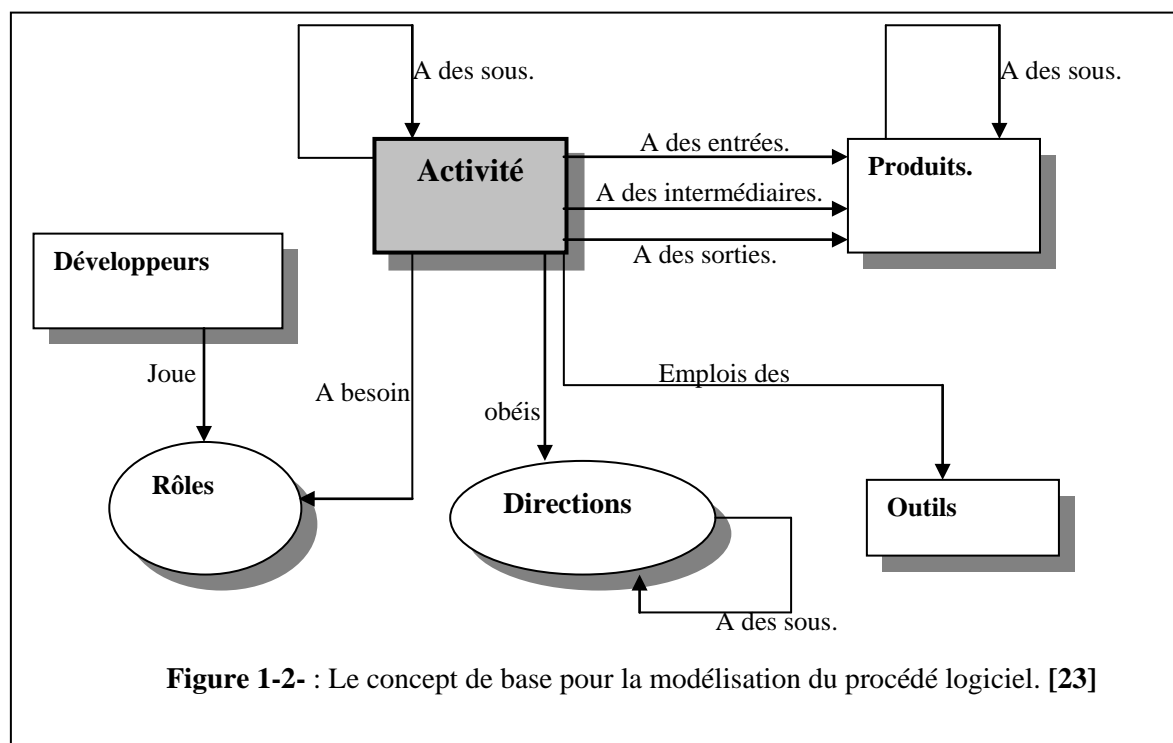 A des sous.
A des sous.
A des entrées.
Activité
Produits.
A des intermédiaires.
A des sorties.
Développeurs
Joue
A besoin
obéis
Emplois des
Rôles
Directions
Outils
A des sous.
Figure 1-2- : Le concept de base pour la modélisation du procédé logiciel. [23]